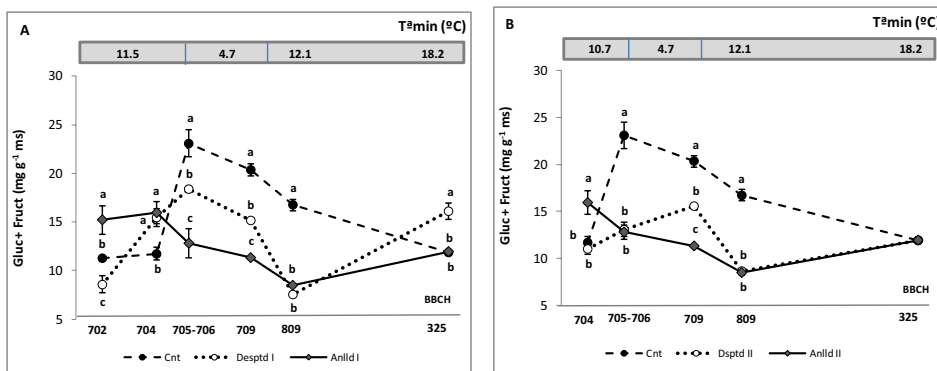 A
Tªmin (ºC)
11.5 4.7 12.1 18.2
30
25
20
15
10
5
Gluc+ Fruct (mg g-1 ms)
a
a
b
c
a
a
b
c
a
b
c
a
b
b
a
b
b
BBCH
702 704 705-706 709 809 325
Cnt Desptd I Anlld I
B
Tªmin (ºC)
10.7 4.7 12.1 18.2
30
25
20
15
10
5
Gluc+ Fruct (mg g-1 ms)
a
b
b
a
b
b
a
b
c
a
b
b
BBCH
704 705-706 709 809 325
Cnt Dsptd II Anlld II